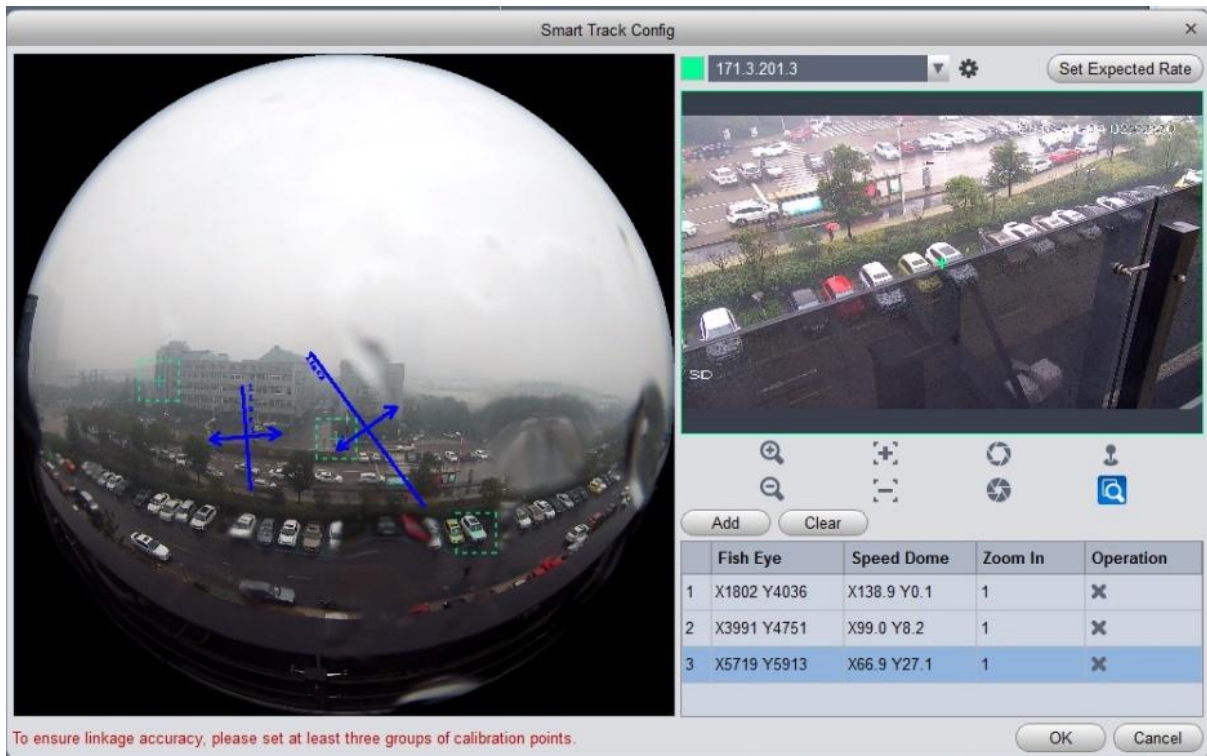 Smart Track Config
171.3.201.3
Set Expected Rate
SD
Add
Clear
Fish Eye Speed Dome Zoom In Operation
1 X1802 Y4036 X138.9 Y0.1 1
2 X3991 Y4751 X99.0 Y8.2 1
3 X5719 Y5913 X66.9 Y27.1 1
To ensure linkage accuracy, please set at least three groups of calibration points.
OK
Cancel